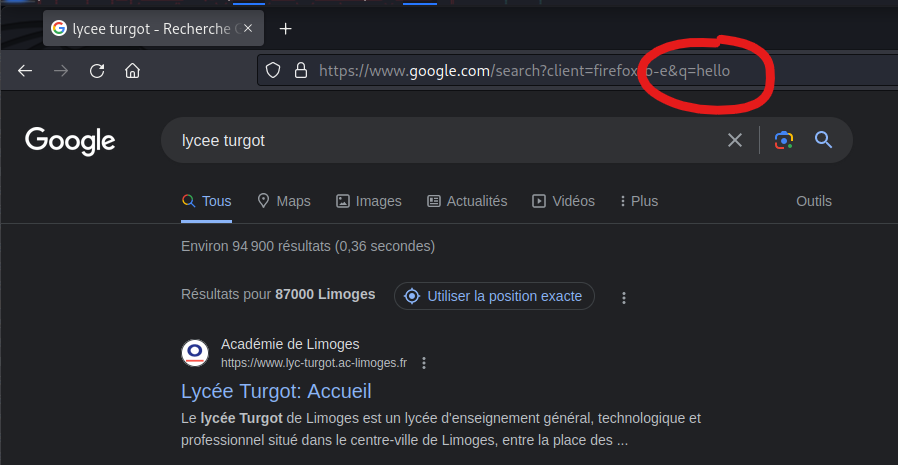 lycee turgot - Recherche
https://www.google.com/search?client=firefox-b-e&q=hello
Google
lycee turgot
Tous
Maps
Images
Actualités
Vidéos
Plus
Outils
Environ 94 900 résultats (0,36 secondes)
Résultats pour 87000 Limoges
Utiliser la position exacte
Académie de Limoges
https://www.lyc-turgot.ac-limoges.fr
Lycée Turgot: Accueil
Le lycée Turgot de Limoges est un lycée d'enseignement général, technologique et
professionnel situé dans le centre-ville de Limoges, entre la place des ...